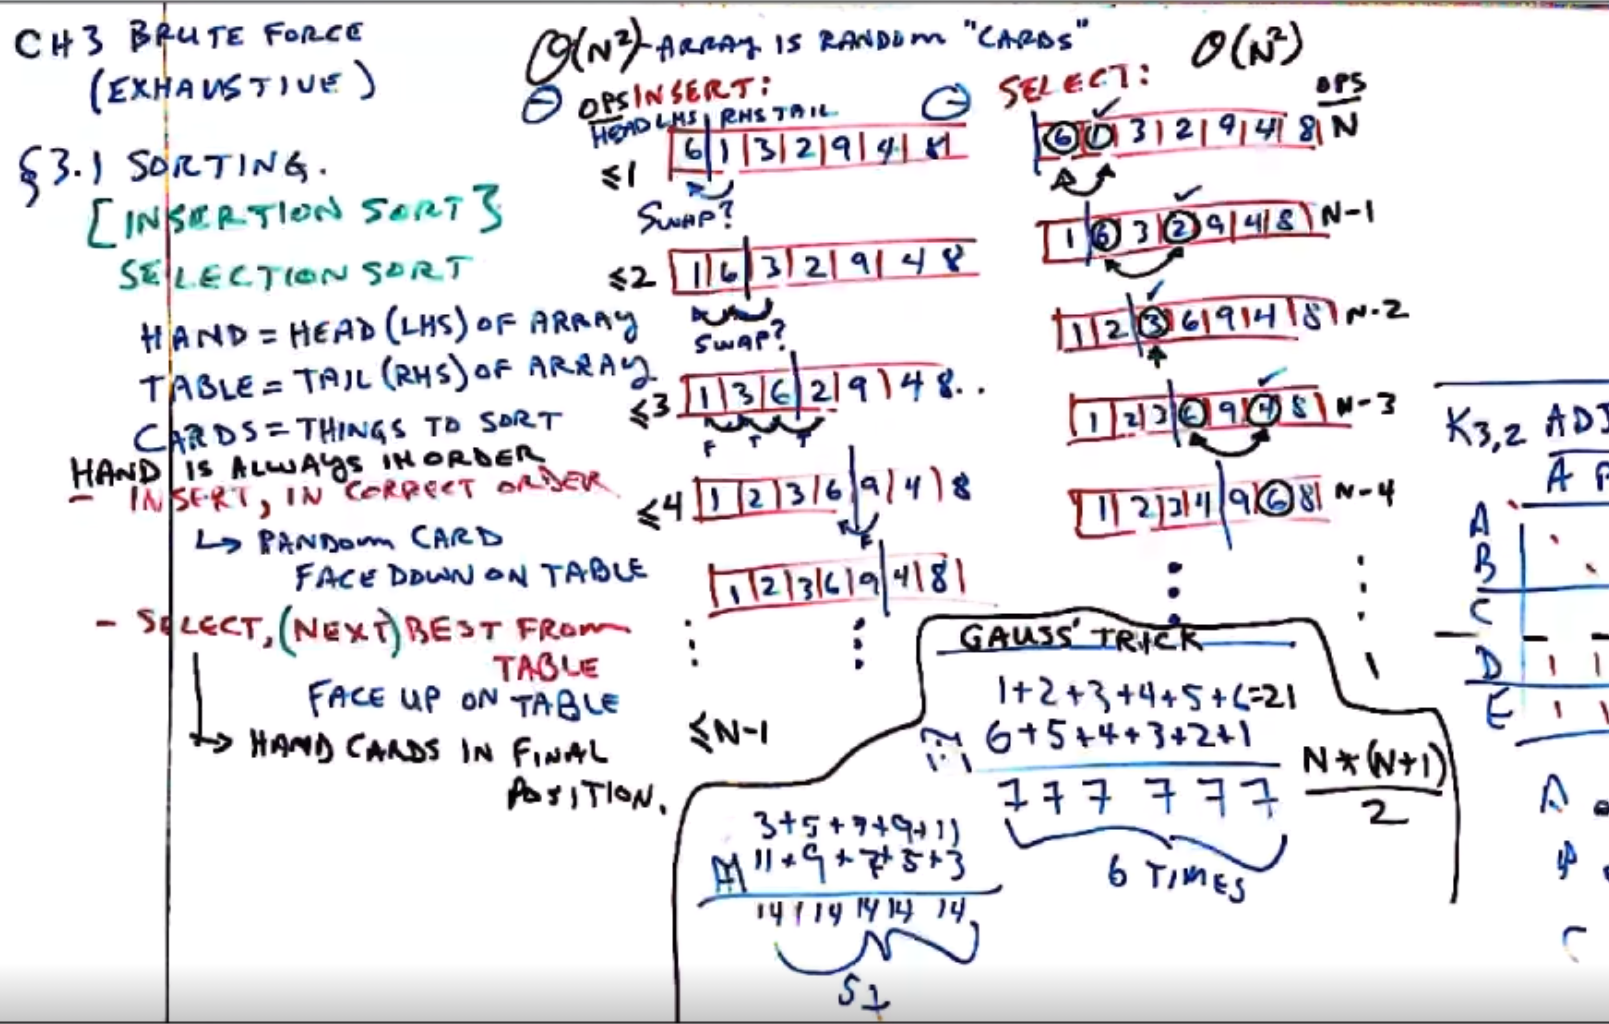 CH 3 BRUTE FORCE
(EXHAUSTIVE)
§3.1 SORTING.
[INSERTION SORT}
SELECTION SORT
HAND = HEAD (LHS) OF ARRAY
TABLE = TAIL (RHS) OF ARRAY
CARDS = THINGS TO SORT
HAND IS ALWAYS IN ORDER
- INSERT, IN CORRECT ORDER
↳ RANDOM CARD
FACE DOWN ON TABLE
- SELECT, (NEXT) BEST FROM
TABLE
FACE UP ON TABLE
↳ HAND CARDS IN FINAL
POSITION.
O(N²) ARRAY IS RANDOM "CARDS"
OPS INSERT:
HEAD LHS | RHS TAIL
≤1 6|1|3|2|9|4|8|
SWAP?
≤2 1|6|3|2|9|4 8
SWAP?
≤3 1|3|6|2|9|4 8..
F T T
≤4 1|2|3|6|9|4|8
F
1|2|3|6|9|4|8|
≤N-1
SELECT: O(N²)
OPS
6 1 3|2|9|4|8| N
1|6 3 2 9|4|8| N-1
1|2|3|6|9|4|8| N-2
1|2|3|6 9 4 8| N-3
1|2|3|4|9 6 8| N-4
1
GAUSS' TRICK
1+2+3+4+5+6=21
6+5+4+3+2+1
7 7 7 7 7 7
6 TIMES
N*(N+1)
2
3+5+7+9+11
11+9+7+5+3
14 14 14 14 14
K3,2 ADJ
A
A
B
C
D 1 1
E 1 1
A